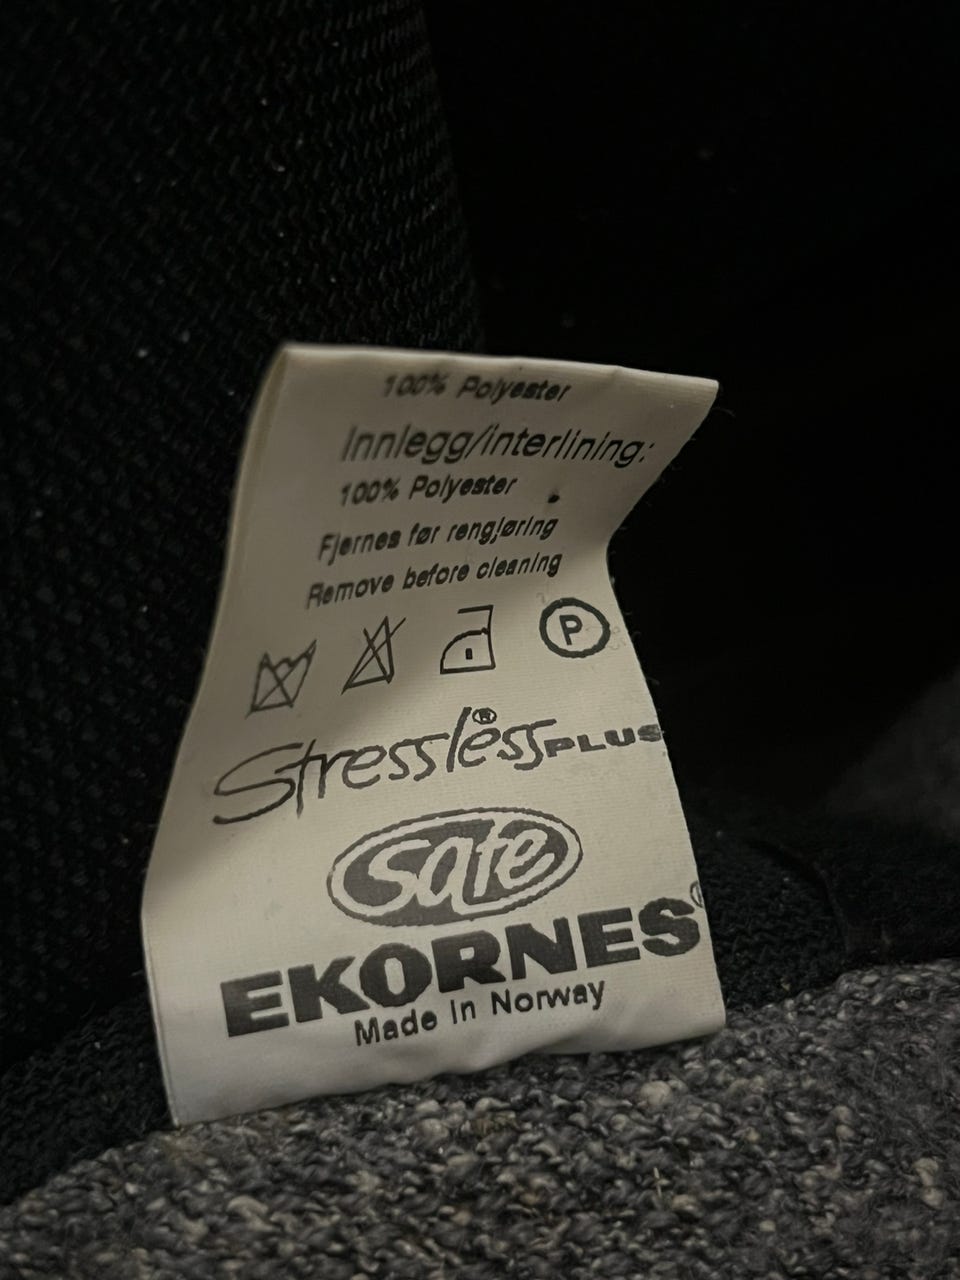 100% Polyester
Innlegg/interlining:
100% Polyester
Fjernes før rengjøring
Remove before cleaning
P
Stressless® PLUS
safe
EKORNES®
Made in Norway